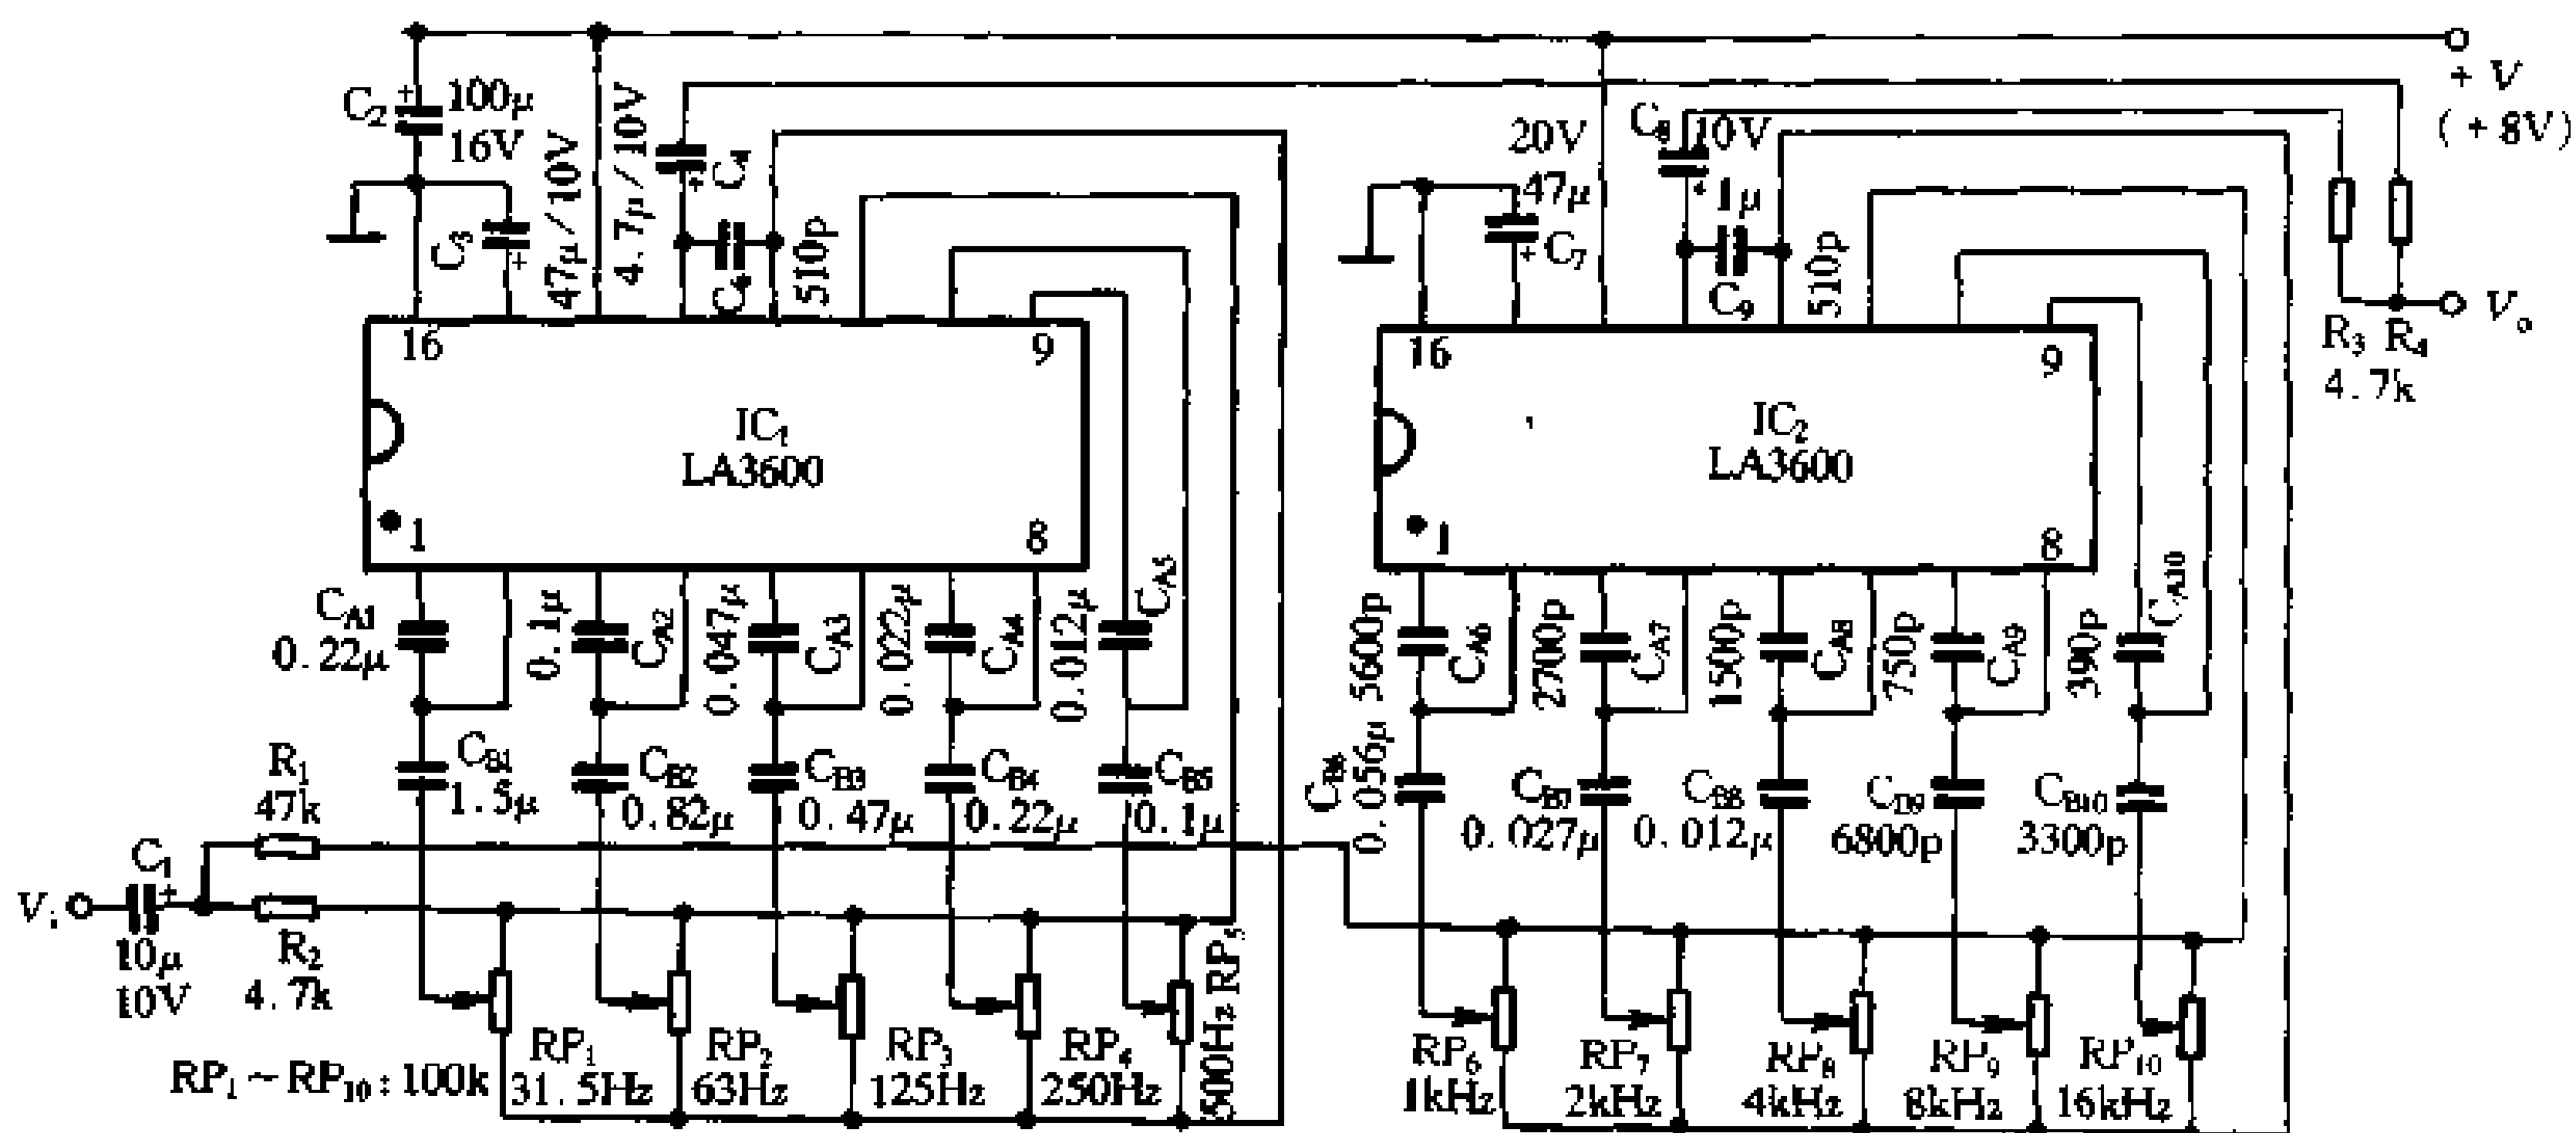 C2
+
100μ
16V
C3
+
47μ/10V
4.7μ/10V
C4
+
510p
20V
47μ
+ C7
C8
10V
1μ
C9
510p
+V
(+8V)
Vo
R3 R4
4.7k
16
9
IC1
LA3600
1
8
16
9
IC2
LA3600
1
8
CA1
0.22μ
0.1μ
CA2
0.047μ
CA3
0.022μ
CA4
0.012μ
CA5
5600p
CA6
2700p
CA7
1500p
CA8
750p
CA9
390p
CA10
CB1
1.5μ
CB2
0.82μ
CB3
0.47μ
CB4
0.22μ
CB5
0.1μ
CB6
0.056μ
CB7
0.027μ
CB8
0.012μ
CB9
6800p
CB10
3300p
R1
47k
C1
+
Vi
10μ
10V
R2
4.7k
RP1~RP10:100k
RP1
31.5Hz
RP2
63Hz
RP3
125Hz
RP4
250Hz
500Hz RP5
RP6
1kHz
RP7
2kHz
RP8
4kHz
RP9
8kHz
RP10
16kHz